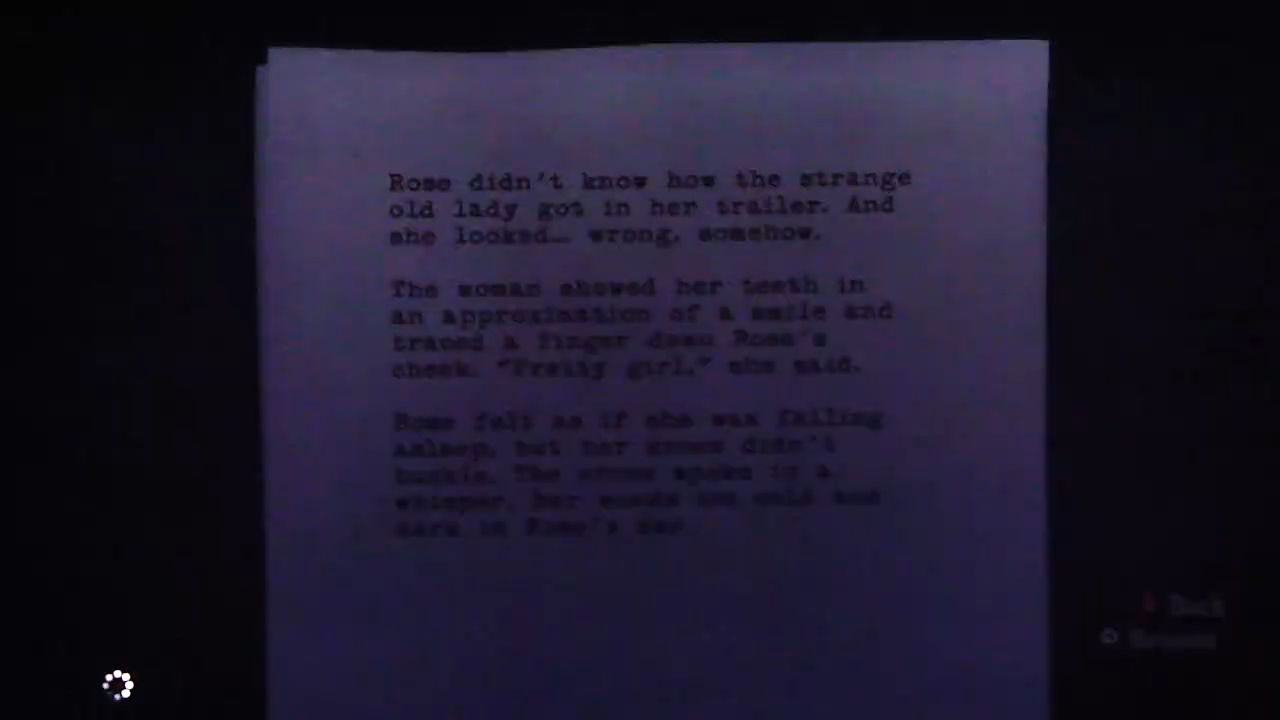 Rose didn't know how the strange
old lady got in her trailer. And
she looked… wrong, somehow.
The woman showed her teeth in
an approximation of a smile and
traced a finger down Rose's
cheek. "Pretty girl," she said.
Rose felt as if she was falling
asleep, but her knees didn't
buckle. The crone spoke in a
whisper, her words cold and
dark in Rose's ear
Back